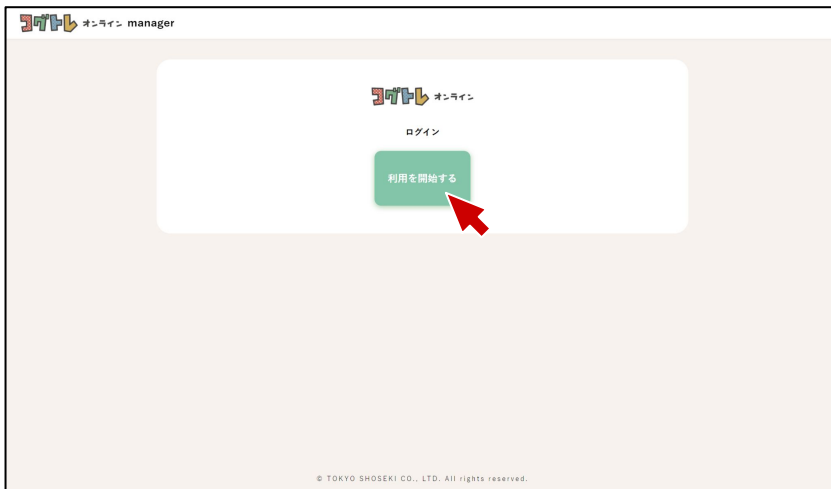 コグトレ オンライン manager
コグトレ オンライン
ログイン
利用を開始する
© TOKYO SHOSEKI CO., LTD. All rights reserved.